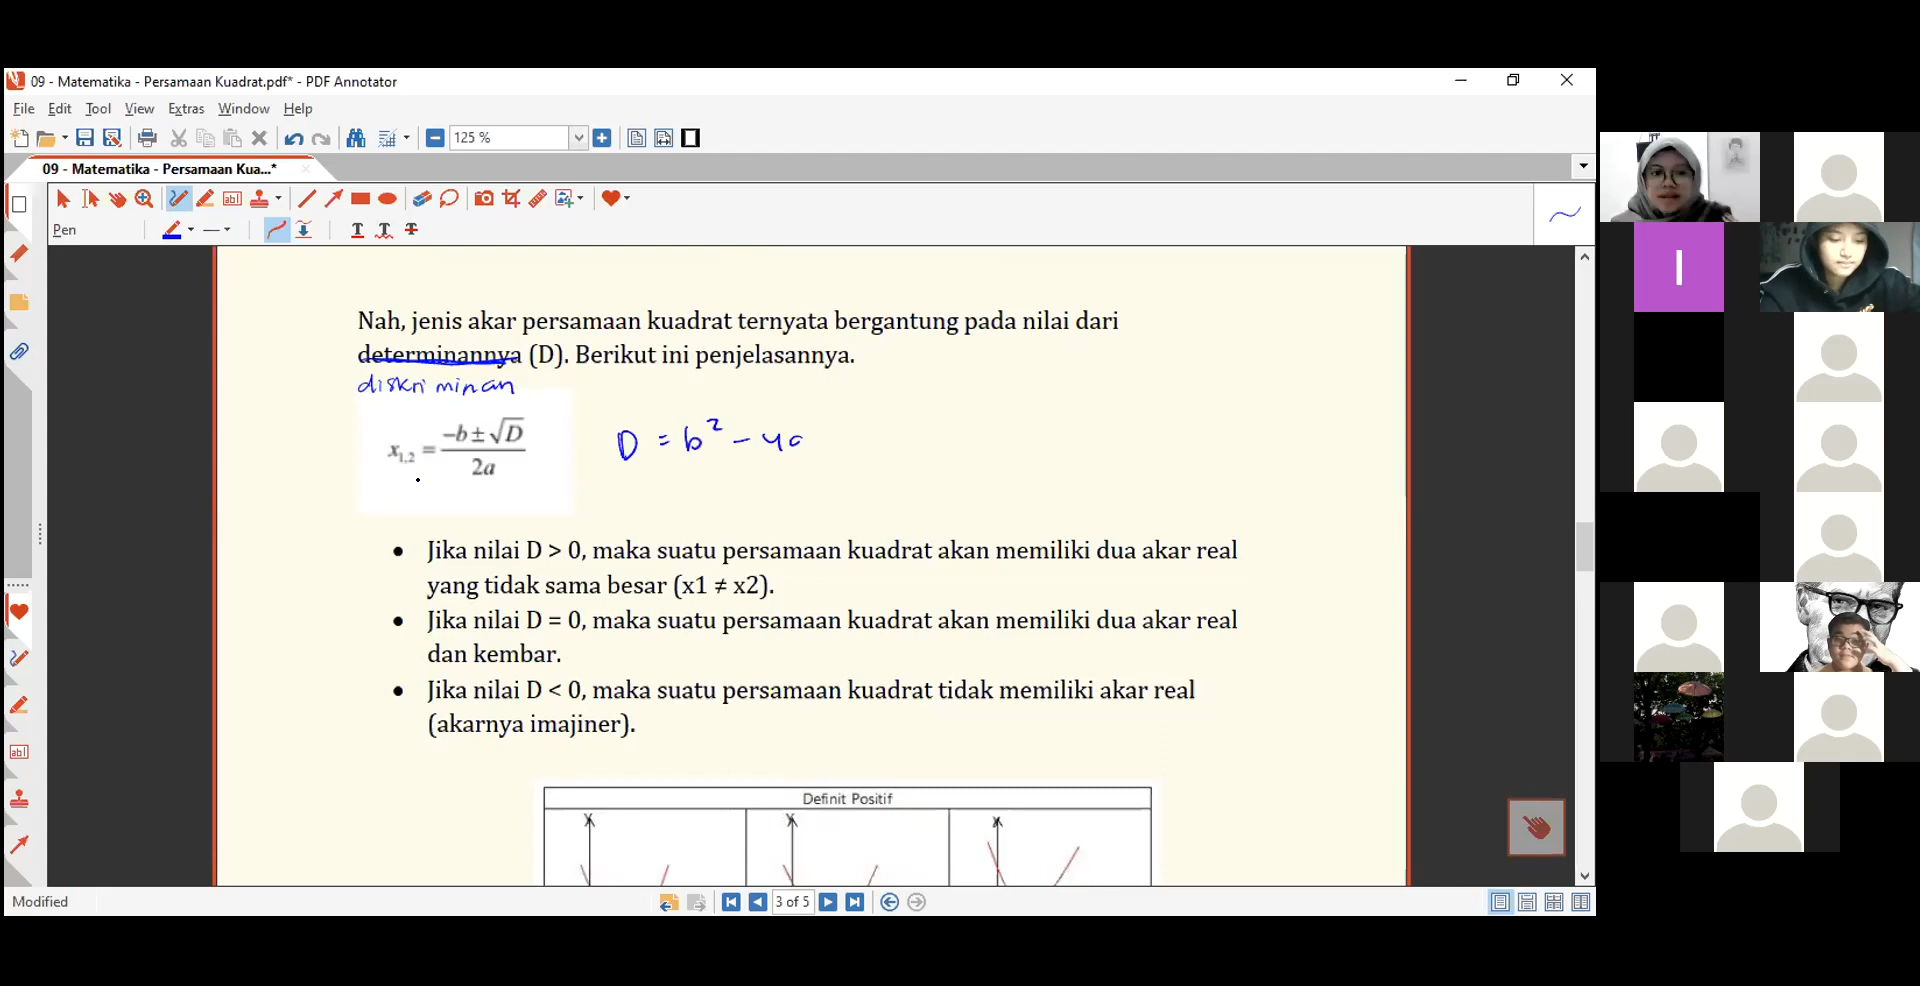 09 - Matematika - Persamaan Kuadrat.pdf* - PDF Annotator
File Edit Tool View Extras Window Help
125 %
09 - Matematika - Persamaan Kua...*
Pen
Nah, jenis akar persamaan kuadrat ternyata bergantung pada nilai dari
determinannya (D). Berikut ini penjelasannya.
diskriminan
x1,2 = -b ± √D / 2a
D = b² - 4a
• Jika nilai D > 0, maka suatu persamaan kuadrat akan memiliki dua akar real
yang tidak sama besar (x1 ≠ x2).
• Jika nilai D = 0, maka suatu persamaan kuadrat akan memiliki dua akar real
dan kembar.
• Jika nilai D < 0, maka suatu persamaan kuadrat tidak memiliki akar real
(akarnya imajiner).
Definit Positif
X X X
Modified
3 of 5
I